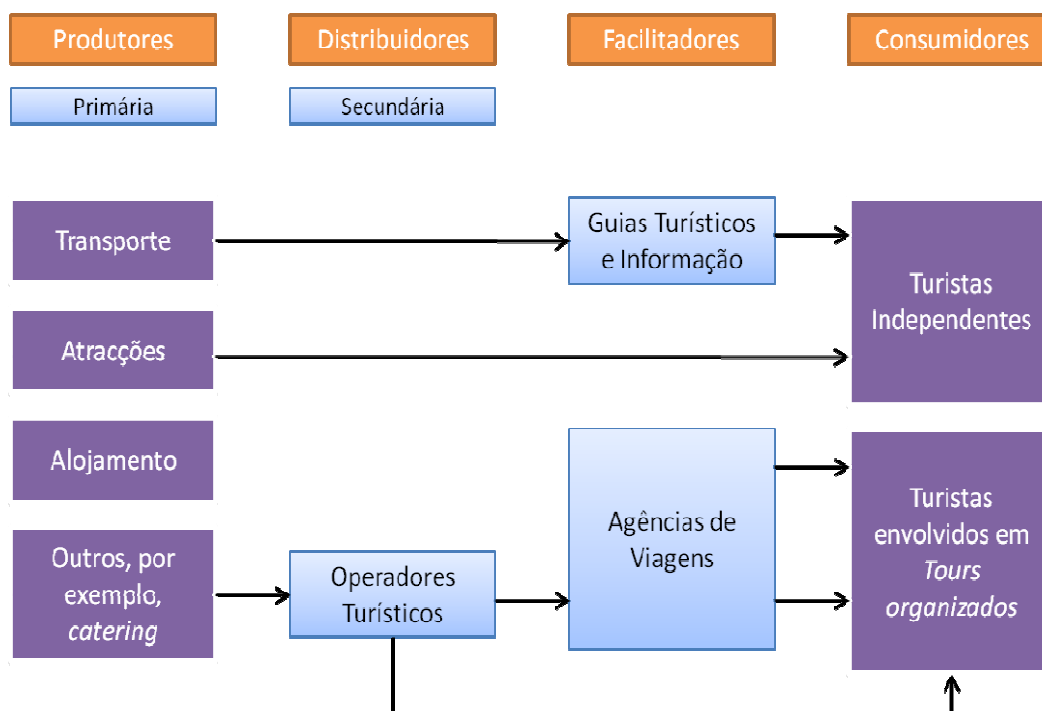 Produtores
Distribuidores
Facilitadores
Consumidores
Primária
Secundária
Transporte
Guias Turísticos
e Informação
Turistas
Independentes
Atracções
Alojamento
Agências de
Viagens
Turistas
envolvidos em
Tours
organizados
Outros, por
exemplo,
catering
Operadores
Turísticos